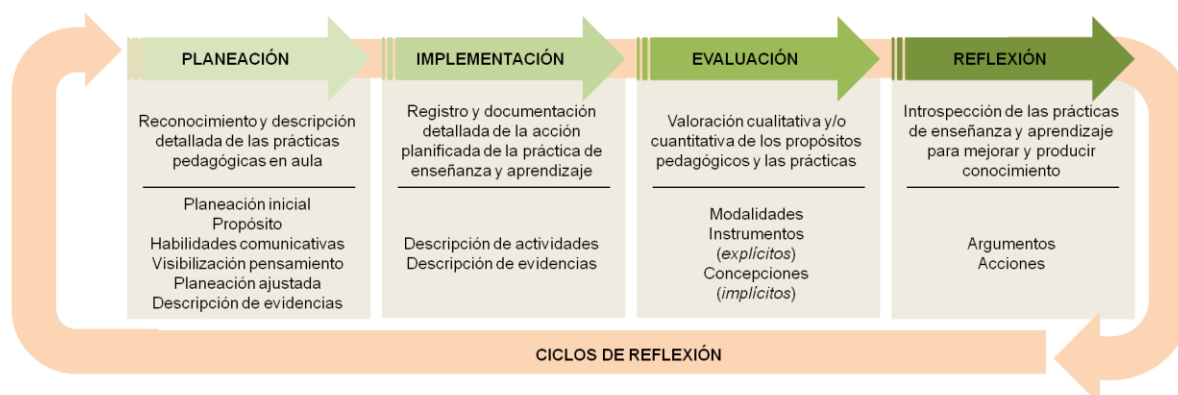 PLANEACIÓN
Reconocimiento y descripción
detallada de las prácticas
pedagógicas en aula
Planeación inicial
Propósito
Habilidades comunicativas
Visibilización pensamiento
Planeación ajustada
Descripción de evidencias
IMPLEMENTACIÓN
Registro y documentación
detallada de la acción
planificada de la práctica de
enseñanza y aprendizaje
Descripción de actividades
Descripción de evidencias
EVALUACIÓN
Valoración cualitativa y/o
cuantitativa de los propósitos
pedagógicos y las prácticas
Modalidades
Instrumentos
(explícitos)
Concepciones
(implícitos)
REFLEXIÓN
Introspección de las prácticas
de enseñanza y aprendizaje
para mejorar y producir
conocimiento
Argumentos
Acciones
CICLOS DE REFLEXIÓN